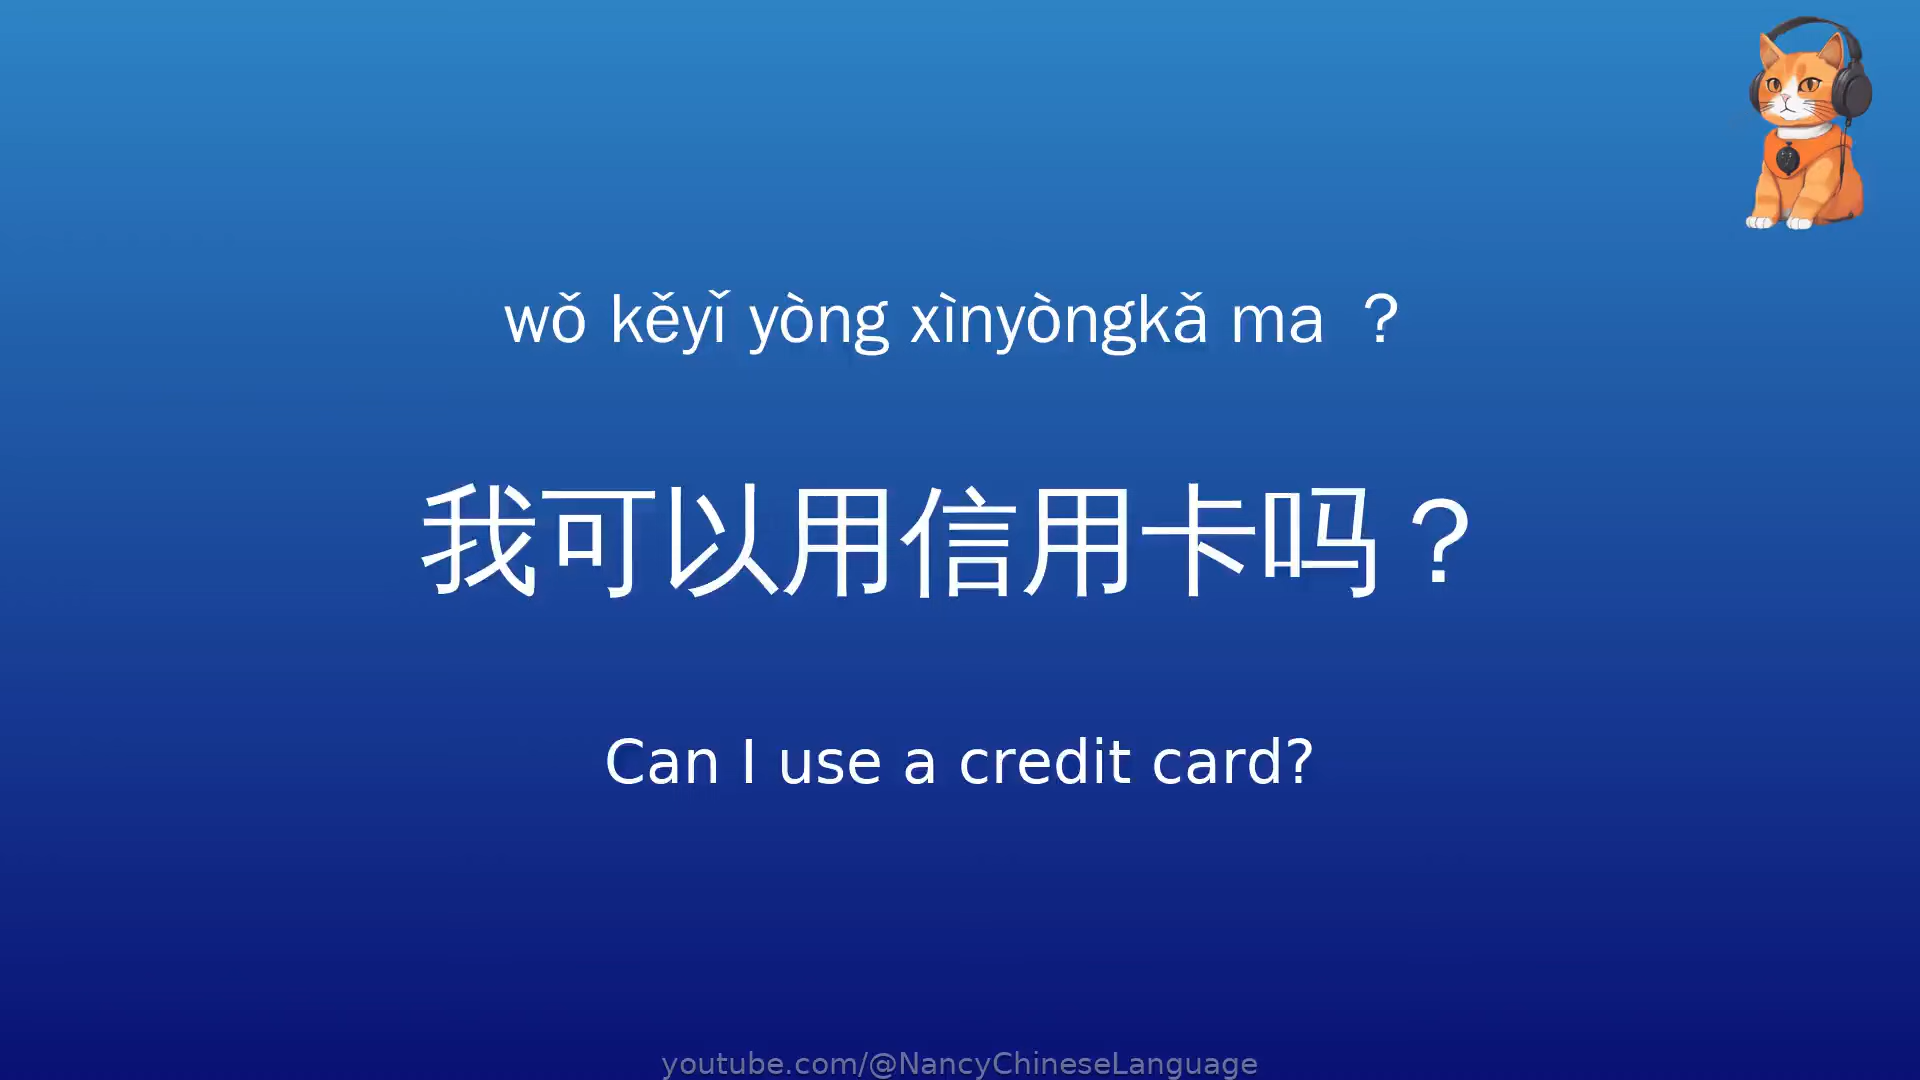 wǒ kěyǐ yòng xìnyòngkǎ ma ？
我可以用信用卡吗？
Can I use a credit card?
youtube.com/@NancyChineseLanguage